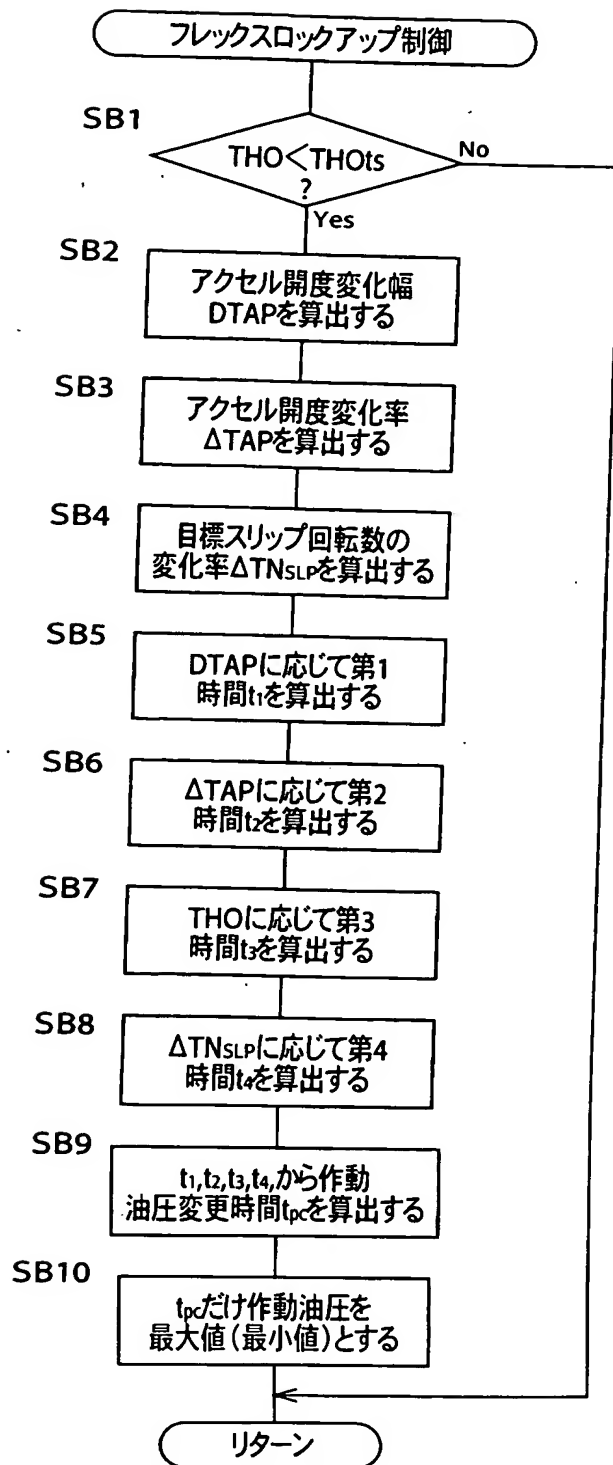 フレックスロックアップ制御
SB1
THO<THOts
?
No
Yes
SB2
アクセル開度変化幅
DTAPを算出する
SB3
アクセル開度変化率
ΔTAPを算出する
SB4
目標スリップ回転数の
変化率ΔTNSLPを算出する
SB5
DTAPに応じて第1
時間t1を算出する
SB6
ΔTAPに応じて第2
時間t2を算出する
SB7
THOに応じて第3
時間t3を算出する
SB8
ΔTNSLPに応じて第4
時間t4を算出する
SB9
t1,t2,t3,t4,から作動
油圧変更時間tpcを算出する
SB10
tpcだけ作動油圧を
最大値(最小値)とする
リターン